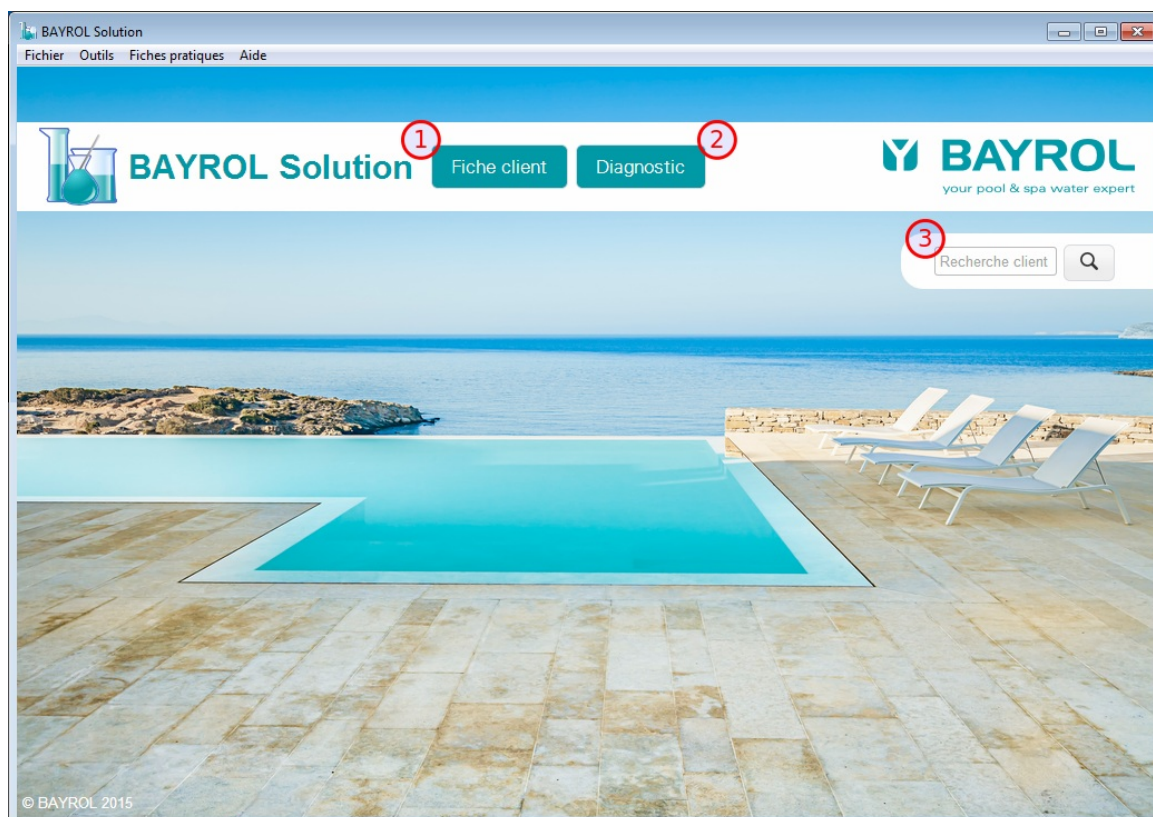 BAYROL Solution
Fichier Outils Fiches pratiques Aide
1
2
BAYROL Solution Fiche client Diagnostic
BAYROL
your pool & spa water expert
3
Recherche client
© BAYROL 2015